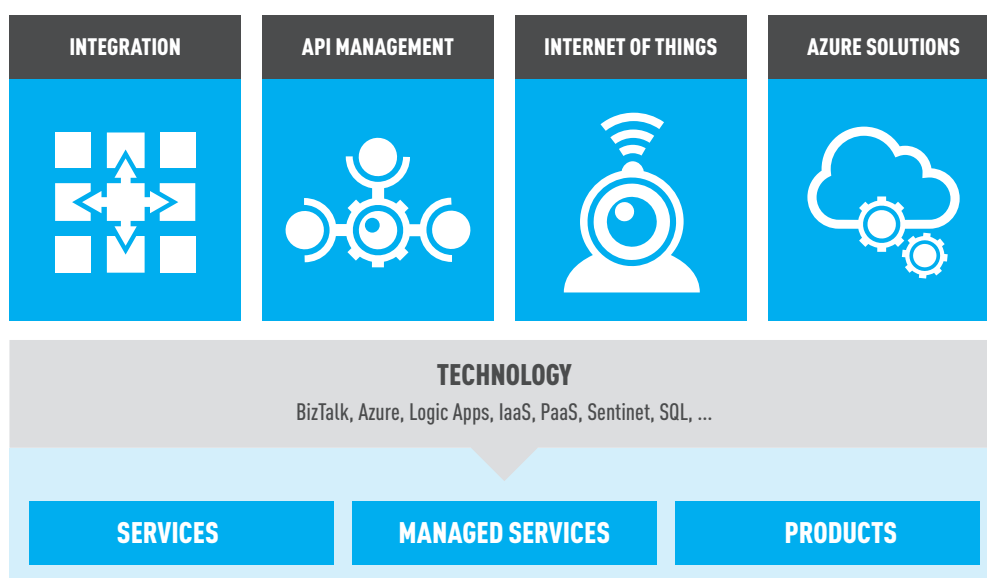 INTEGRATION
API MANAGEMENT
INTERNET OF THINGS
AZURE SOLUTIONS
TECHNOLOGY
BizTalk, Azure, Logic Apps, IaaS, PaaS, Sentinet, SQL, ...
SERVICES
MANAGED SERVICES
PRODUCTS